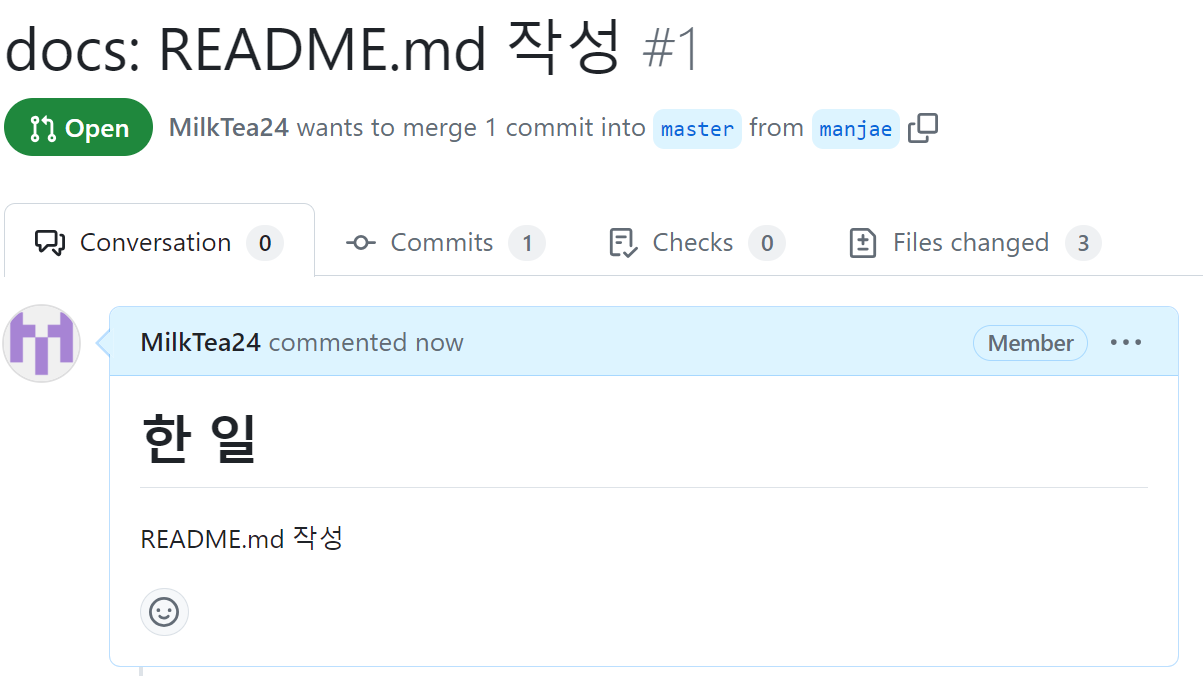 docs: README.md 작성 #1
Open MilkTea24 wants to merge 1 commit into master from manjae
Conversation 0 Commits 1 Checks 0 Files changed 3
MilkTea24 commented now Member
한 일
README.md 작성